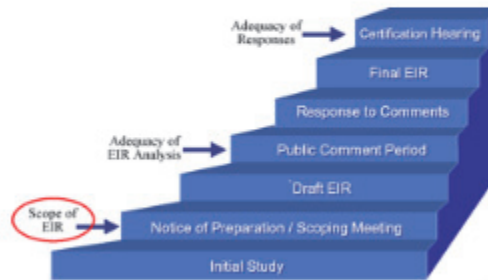 Adequacy of
Responses
Certification Hearing
Final EIR
Response to Comments
Adequacy of
EIR Analysis
Public Comment Period
Draft EIR
Scope of
EIR
Notice of Preparation / Scoping Meeting
Initial Study